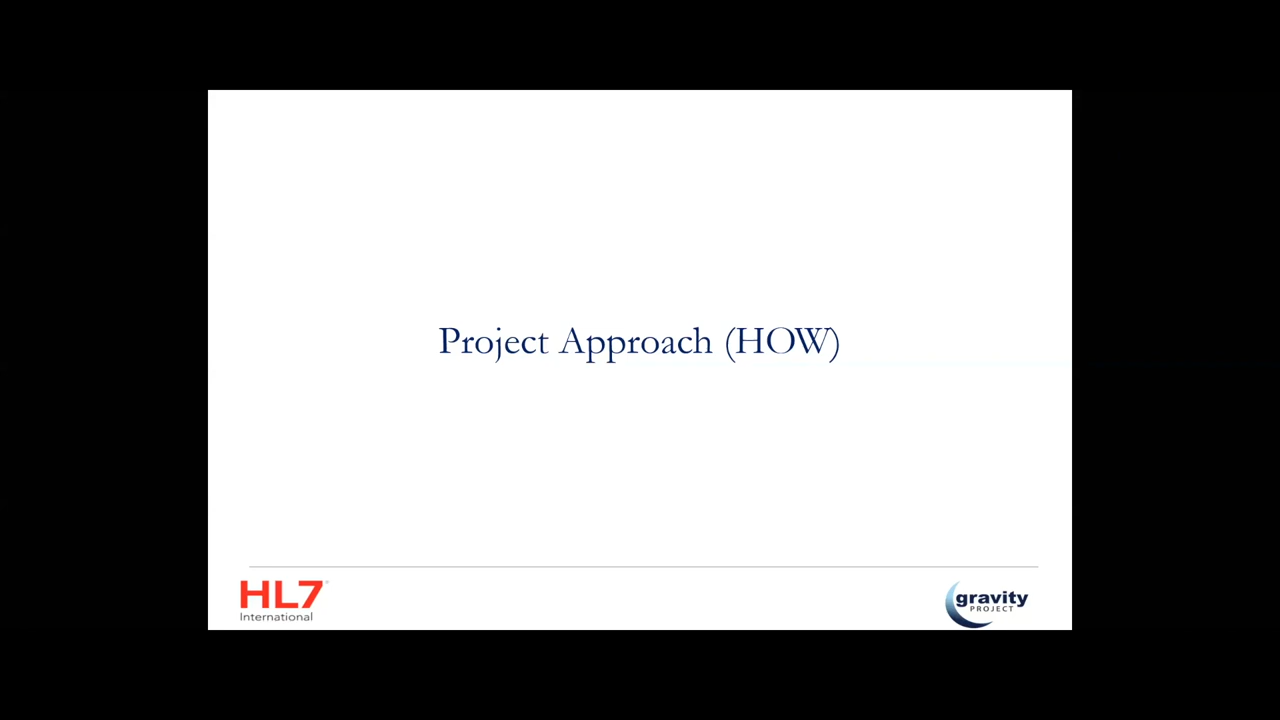 Project Approach (HOW)
HL7
International
gravity
PROJECT